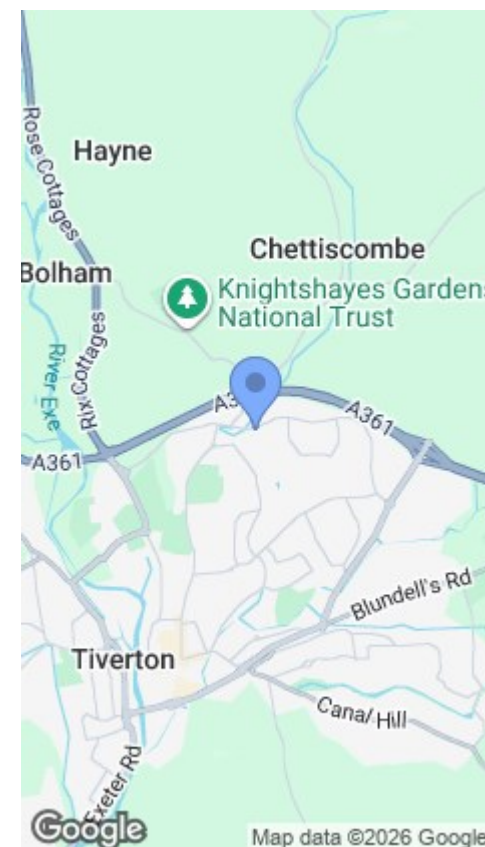 Rose Cottages
Hayne
Chettiscombe
Bolham
Knightshayes Gardens
National Trust
River Exe
Rix Cottages
A361
A361
Blundell's Rd
Tiverton
Canal Hill
Exeter Rd
Google
Map data ©2026 Google